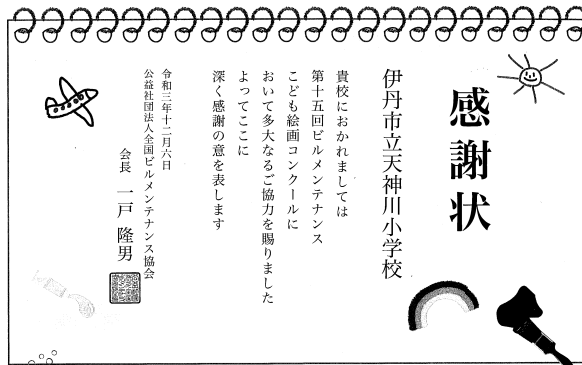 感謝状
伊丹市立天神川小学校
貴校におかれましては
第十五回ビルメンテナンス
こども絵画コンクールに
おいて多大なるご協力を賜りました
よってここに
深く感謝の意を表します
令和三年十二月六日
公益社団法人全国ビルメンテナンス協会
会長 一戸 隆男